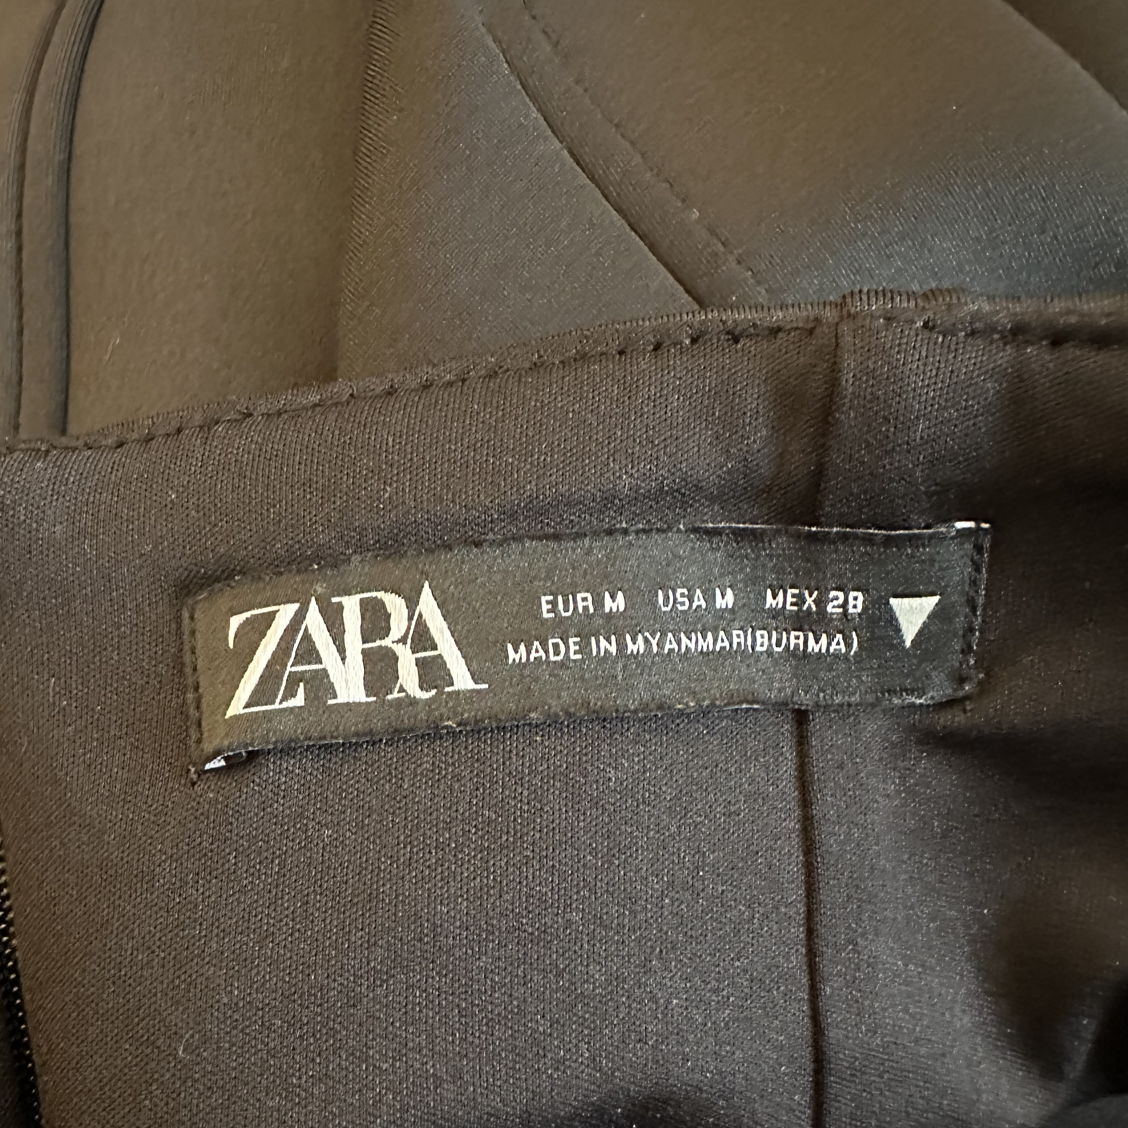 ZARA
EUR M USA M MEX 28
MADE IN MYANMAR(BURMA)